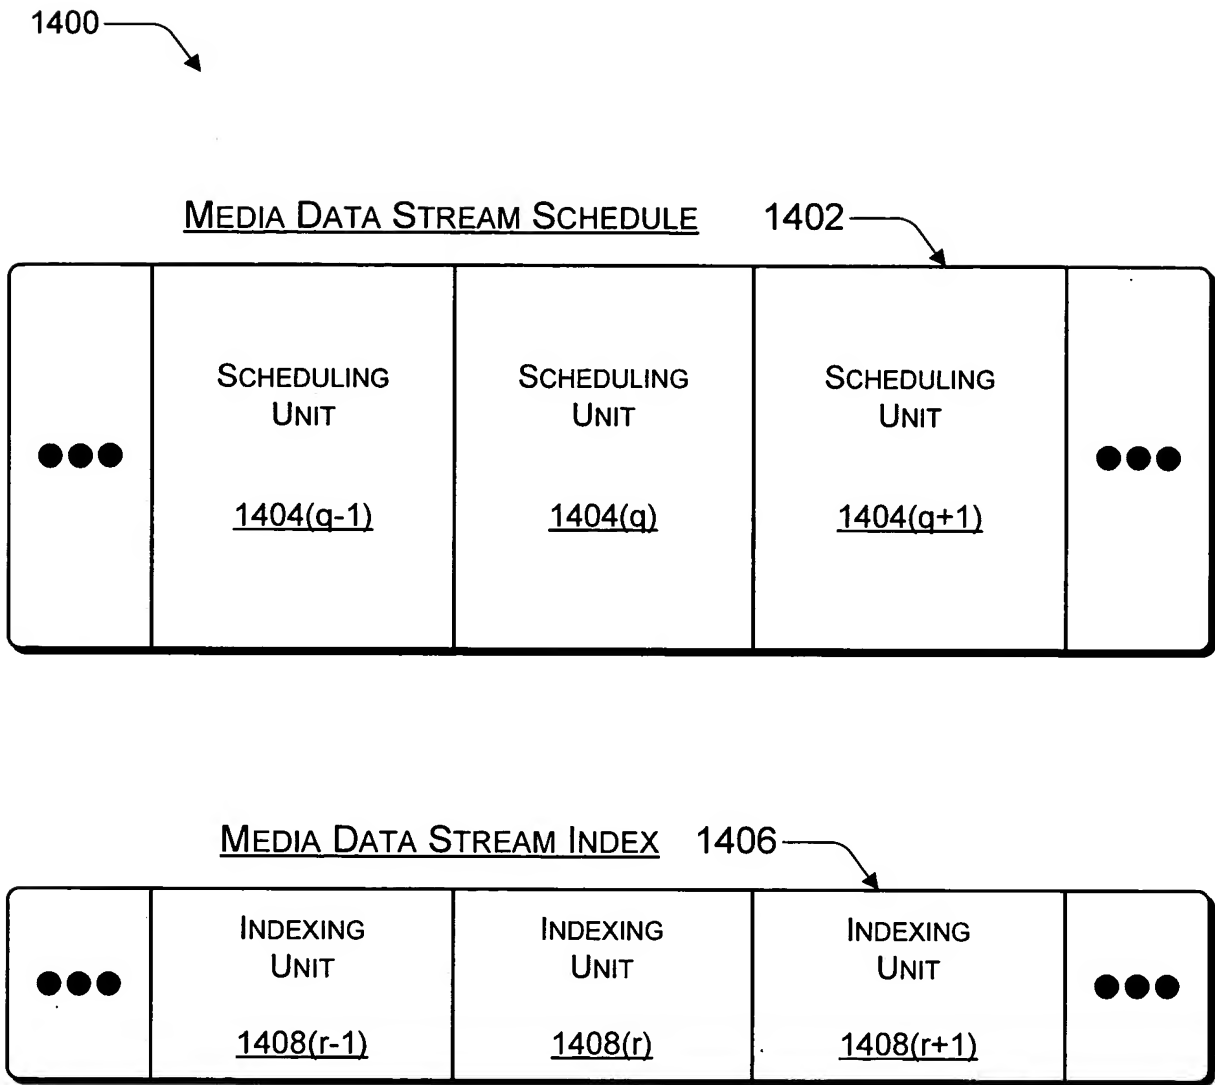 1400
MEDIA DATA STREAM SCHEDULE 1402
SCHEDULING UNIT
1404(q-1)
SCHEDULING UNIT
1404(q)
SCHEDULING UNIT
1404(q+1)
MEDIA DATA STREAM INDEX 1406
INDEXING UNIT
1408(r-1)
INDEXING UNIT
1408(r)
INDEXING UNIT
1408(r+1)